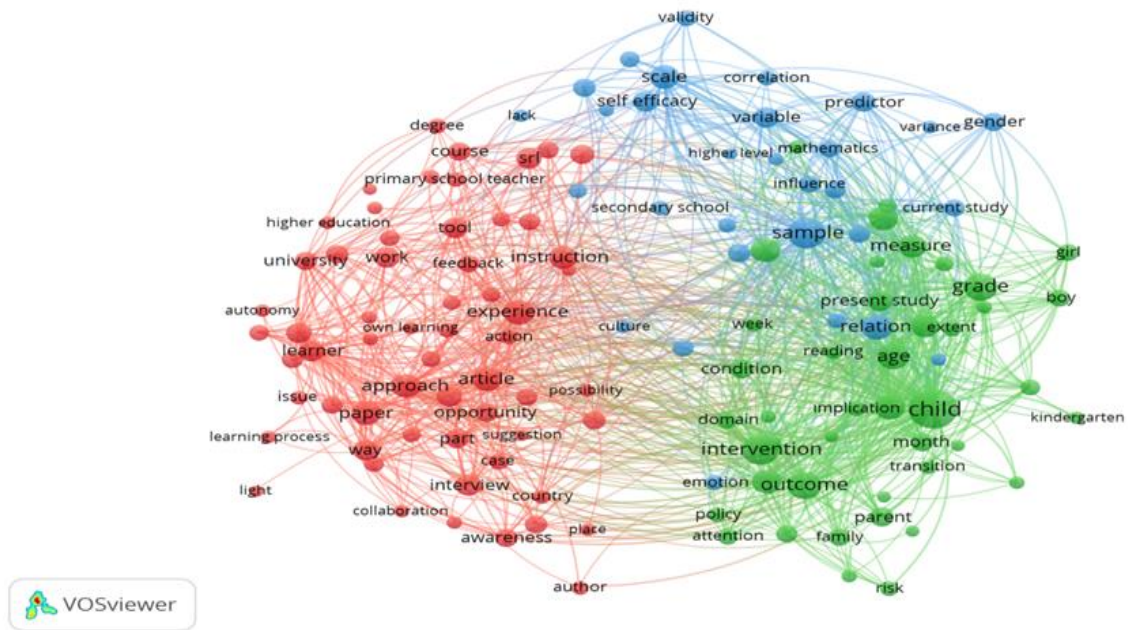 validity
scale
correlation
self efficacy
predictor
lack
variable
gender
degree
variance
course
srl
higher level
mathematics
primary school teacher
influence
secondary school
current study
higher education
tool
sample
measure
university
work
feedback
instruction
girl
grade
present study
boy
autonomy
experience
own learning
action
culture
week
relation
extent
learner
reading
age
condition
approach
article
possibility
issue
paper
opportunity
domain
implication
child
kindergarten
learning process
way
part
suggestion
intervention
month
case
transition
light
interview
country
emotion
outcome
collaboration
place
policy
parent
awareness
attention
family
author
risk
VOSviewer